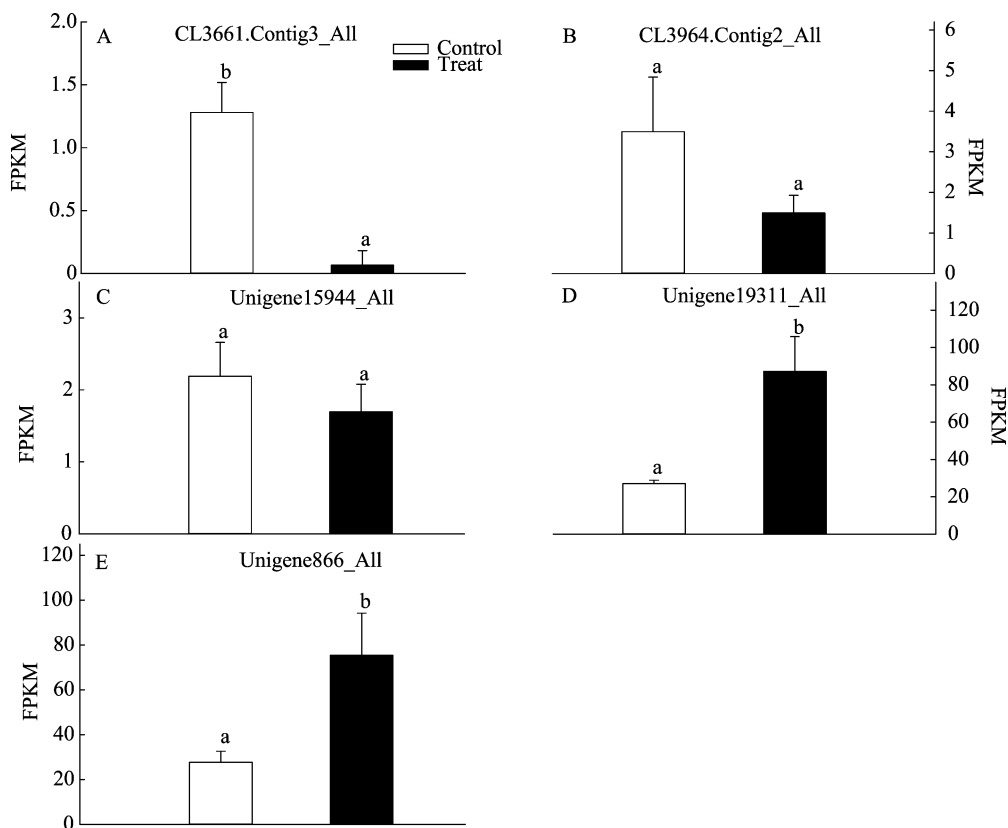 A
CL3661.Contig3_All
Control
Treat
2.0
1.5
1.0
0.5
0
FPKM
b
a
B
CL3964.Contig2_All
6
5
4
3
2
1
0
FPKM
a
a
C
Unigene15944_All
3
2
1
0
FPKM
a
a
D
Unigene19311_All
120
100
80
60
40
20
0
FPKM
a
b
E
Unigene866_All
120
100
80
60
40
20
0
FPKM
a
b